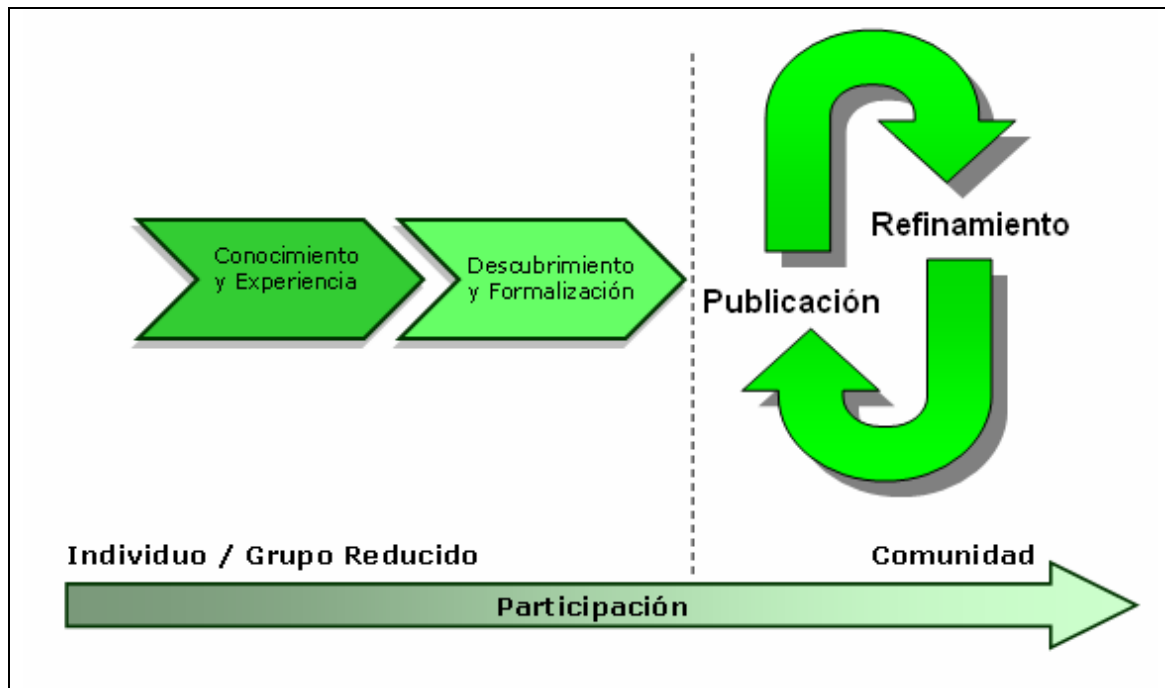 Conocimiento
y Experiencia
Descubrimiento
y Formalización
Refinamiento
Publicación
Individuo / Grupo Reducido
Comunidad
Participación